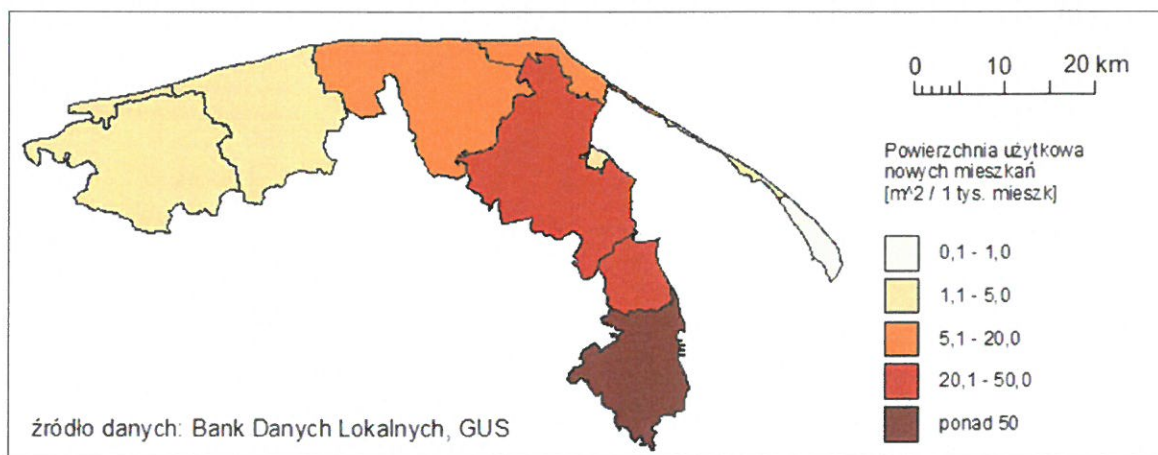 0 10 20 km
Powierzchnia użytkowa
nowych mieszkań
[m^2 / 1 tys. mieszk]
0,1 - 1,0
1,1 - 5,0
5,1 - 20,0
20,1 - 50,0
ponad 50
źródło danych: Bank Danych Lokalnych, GUS